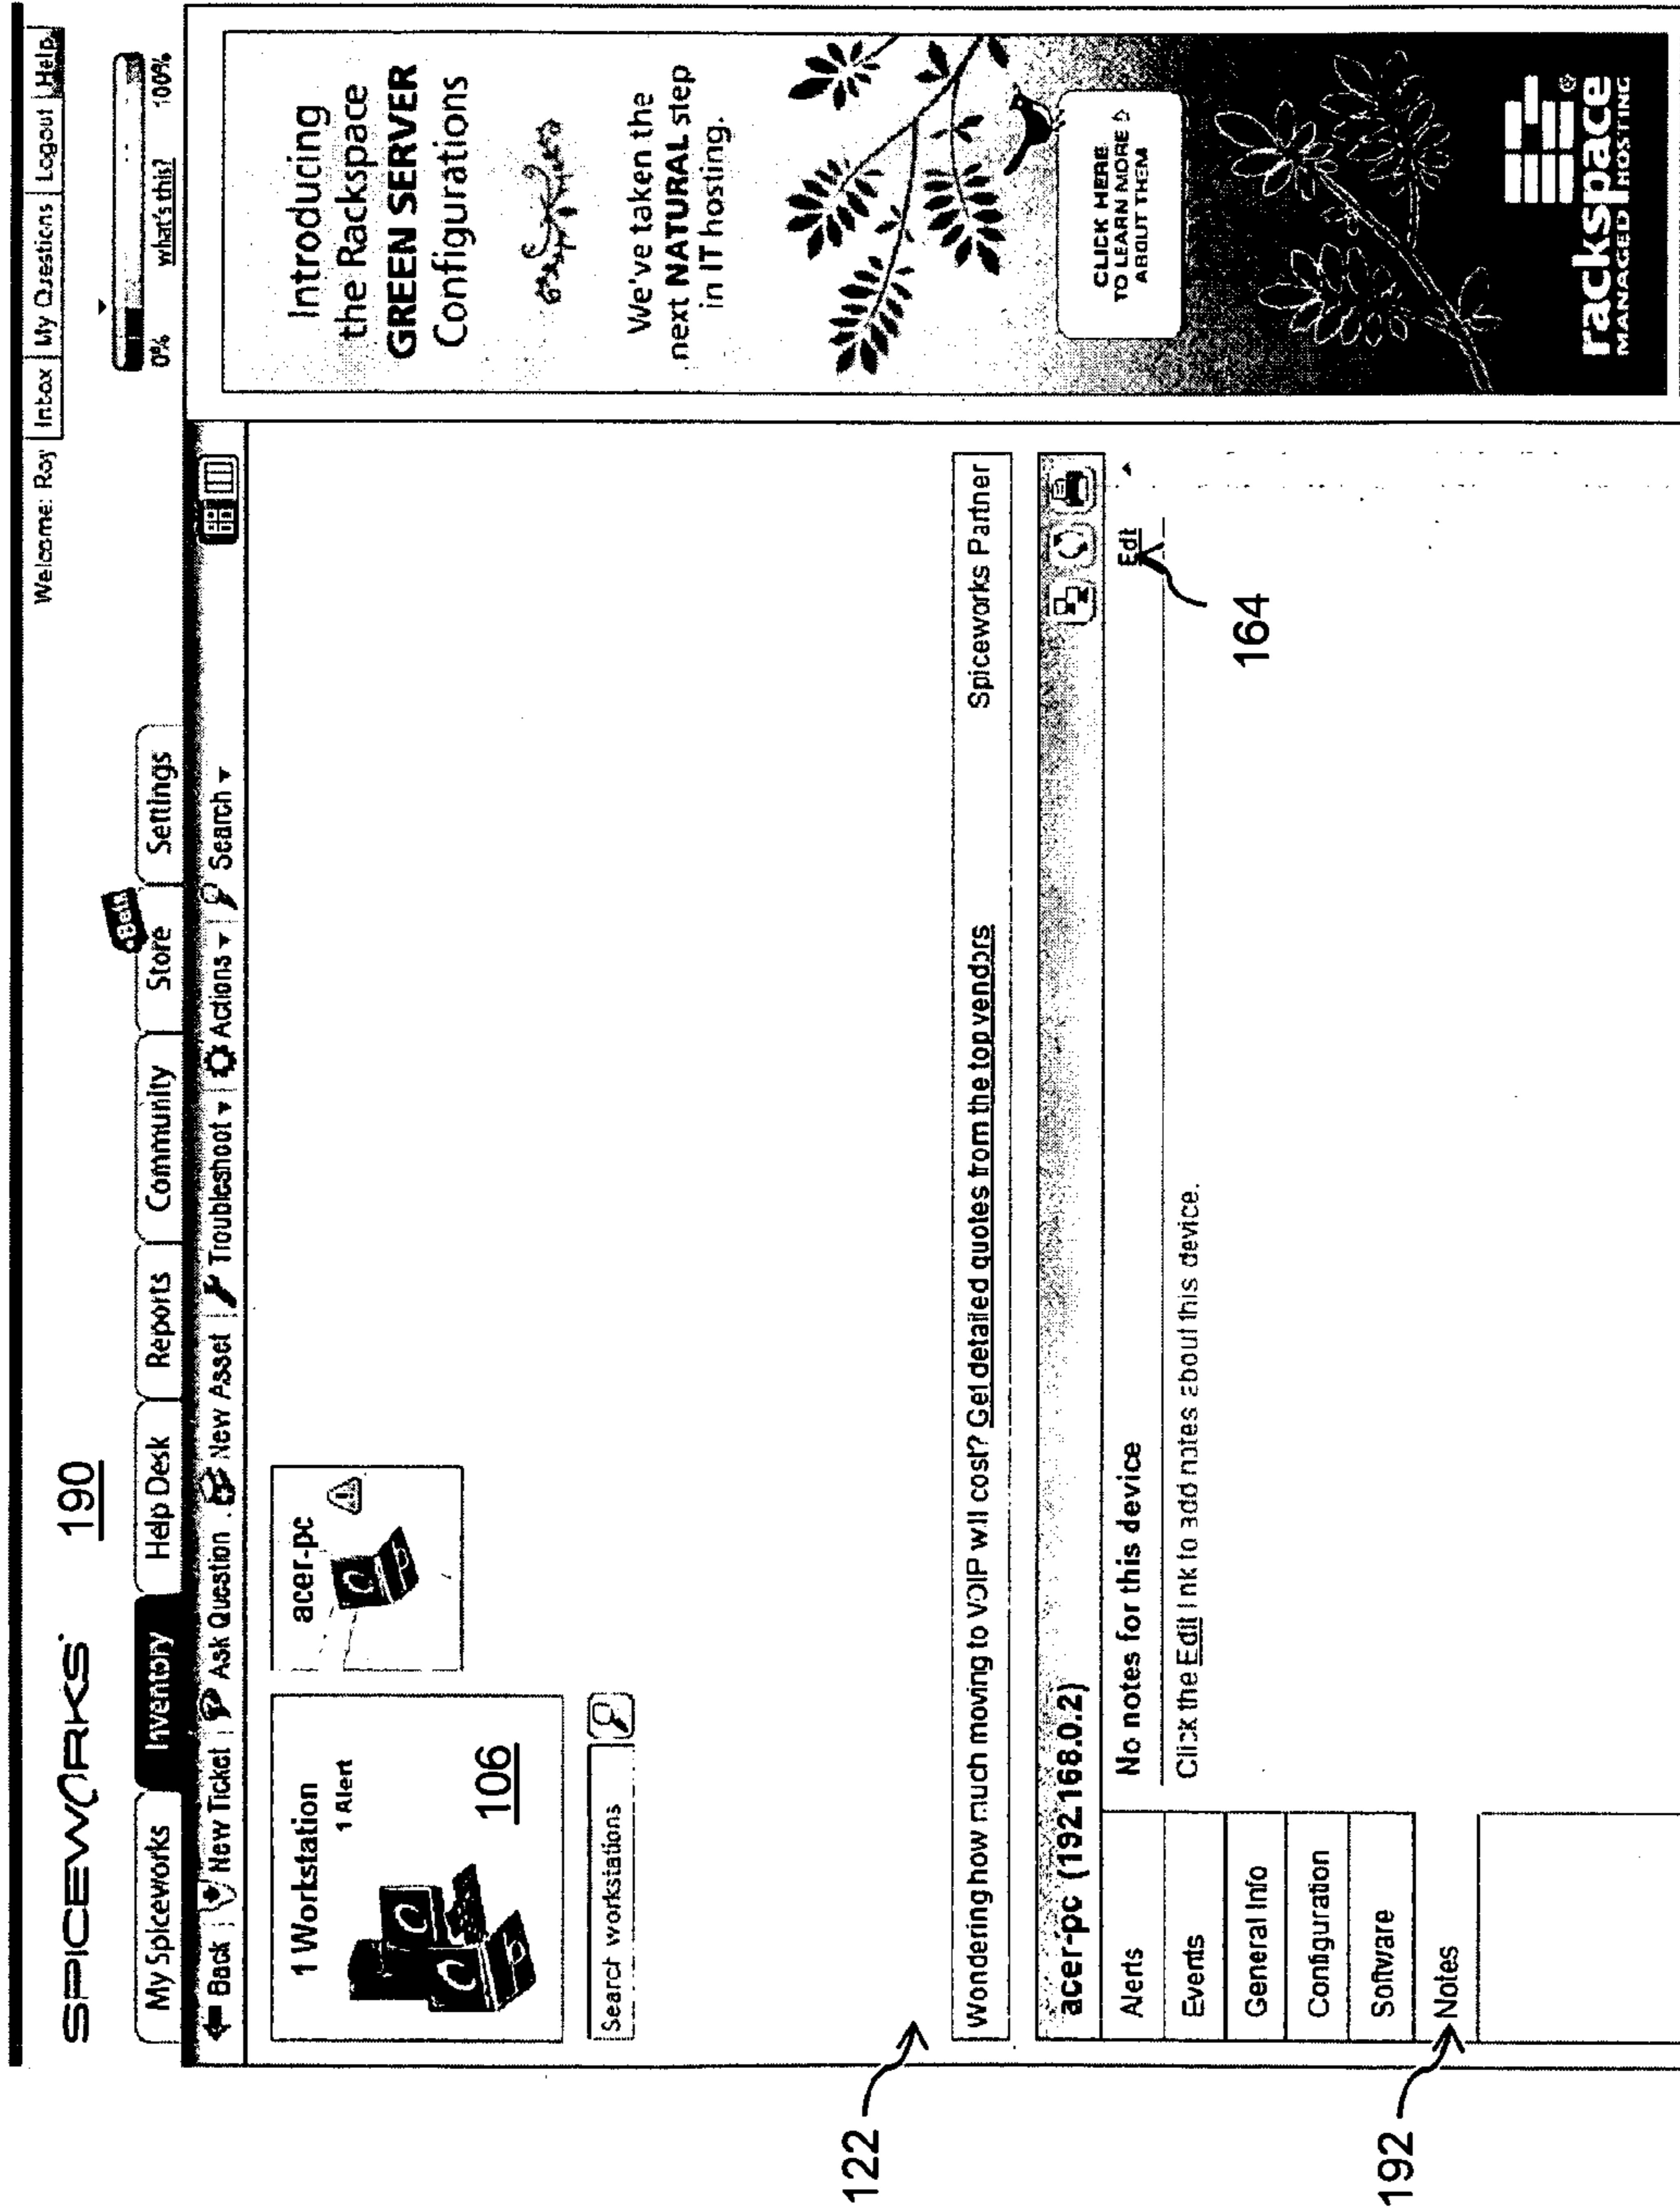 Welcome: Roy | Intox | My Questions | Logout | Help
SPICEWORKS
190
0% what's this? 100%
My Spiceworks Inventory Help Desk Reports Community Store Beta Settings
Back | New Ticket | Ask Question New Asset | Troubleshoot | Actions | Search
1 Workstation
1 Alert
106
acer-pc
Search workstations
122
Wondering how much moving to VOIP will cost? Get detailed quotes from the top vendors Spiceworks Partner
acer-pc (192.168.0.2)
Alerts
Events
General Info
Configuration
Software
Notes
192
No notes for this device
Edit
164
Click the Edit link to add notes about this device.
Introducing
the Rackspace
GREEN SERVER
Configurations
We've taken the
next NATURAL step
in IT hosting.
CLICK HERE
TO LEARN MORE
ABOUT THEM
rackspace®
MANAGED HOSTING